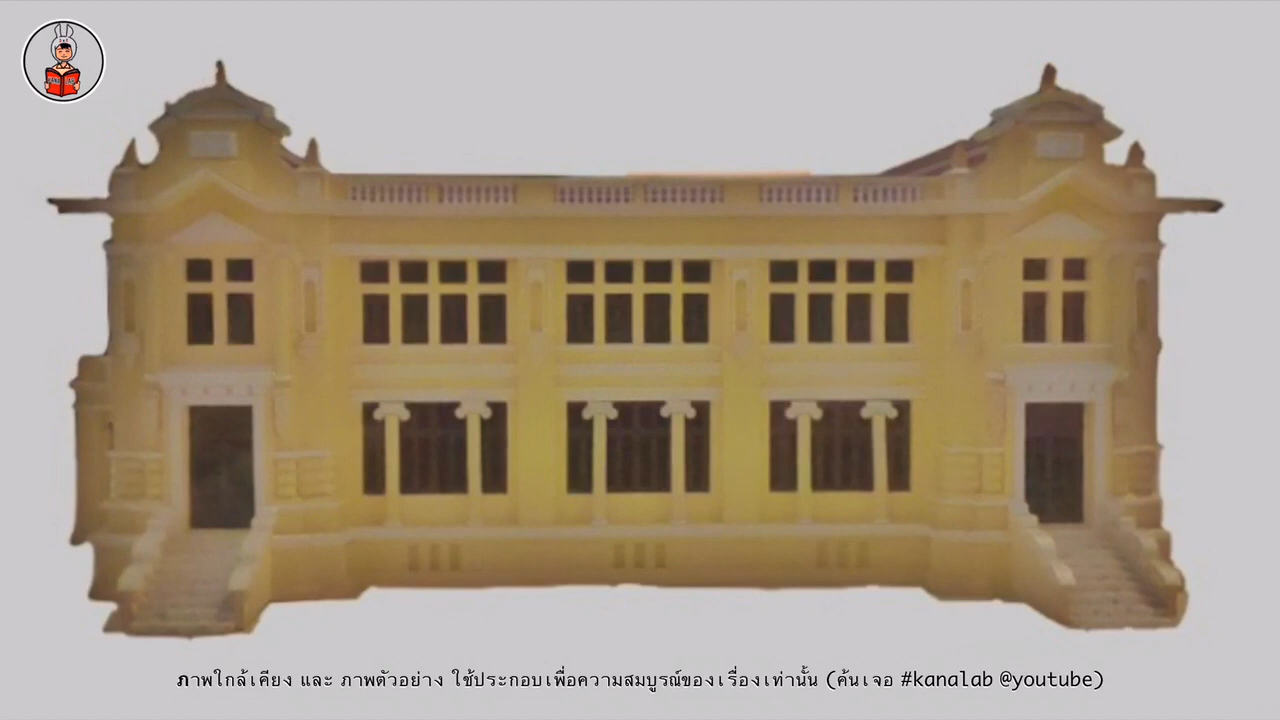 ภาพใกล้เคียง และ ภาพตัวอย่าง ใช้ประกอบเพื่อความสมบูรณ์ของเรื่องเท่านั้น (ค้นเจอ #kanalab @youtube)